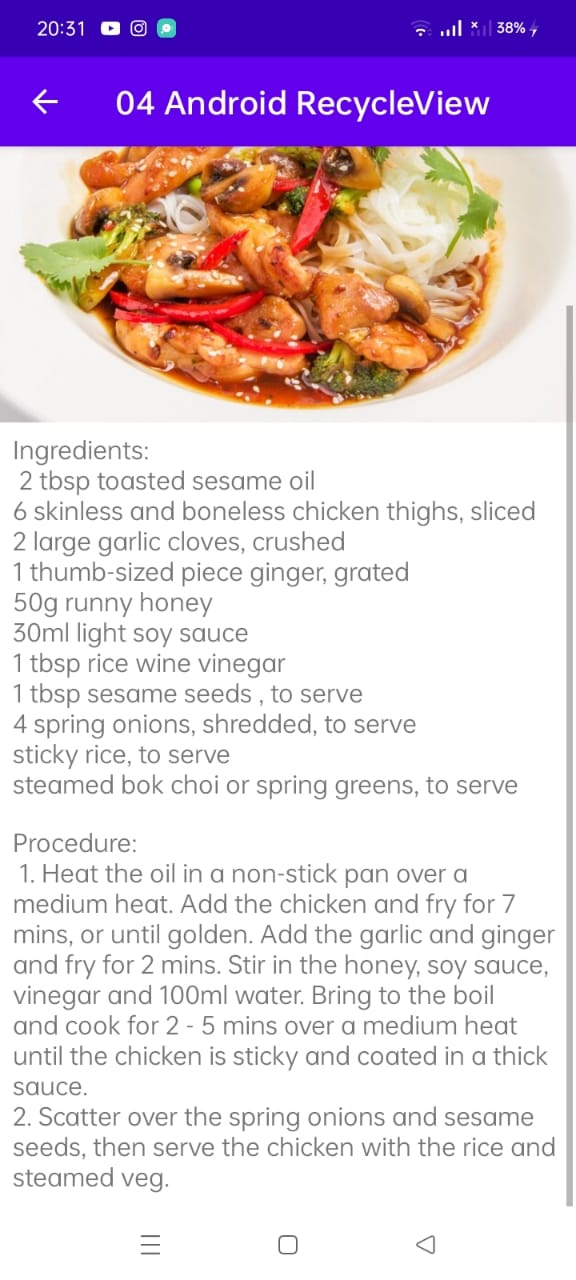 20:31
38%
04 Android RecycleView
Ingredients:
2 tbsp toasted sesame oil
6 skinless and boneless chicken thighs, sliced
2 large garlic cloves, crushed
1 thumb-sized piece ginger, grated
50g runny honey
30ml light soy sauce
1 tbsp rice wine vinegar
1 tbsp sesame seeds , to serve
4 spring onions, shredded, to serve
sticky rice, to serve
steamed bok choi or spring greens, to serve
Procedure:
1. Heat the oil in a non-stick pan over a
medium heat. Add the chicken and fry for 7
mins, or until golden. Add the garlic and ginger
and fry for 2 mins. Stir in the honey, soy sauce,
vinegar and 100ml water. Bring to the boil
and cook for 2 - 5 mins over a medium heat
until the chicken is sticky and coated in a thick
sauce.
2. Scatter over the spring onions and sesame
seeds, then serve the chicken with the rice and
steamed veg.